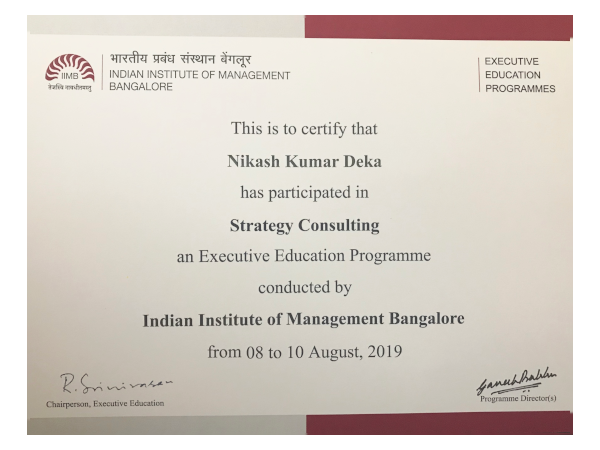 IIMB
तेजस्वि नावधीतमस्तु
भारतीय प्रबंध संस्थान बेंगलूर
INDIAN INSTITUTE OF MANAGEMENT
BANGALORE
EXECUTIVE
EDUCATION
PROGRAMMES
This is to certify that
Nikash Kumar Deka
has participated in
Strategy Consulting
an Executive Education Programme
conducted by
Indian Institute of Management Bangalore
from 08 to 10 August, 2019
R. Srinivasan
Chairperson, Executive Education
Programme Director(s)